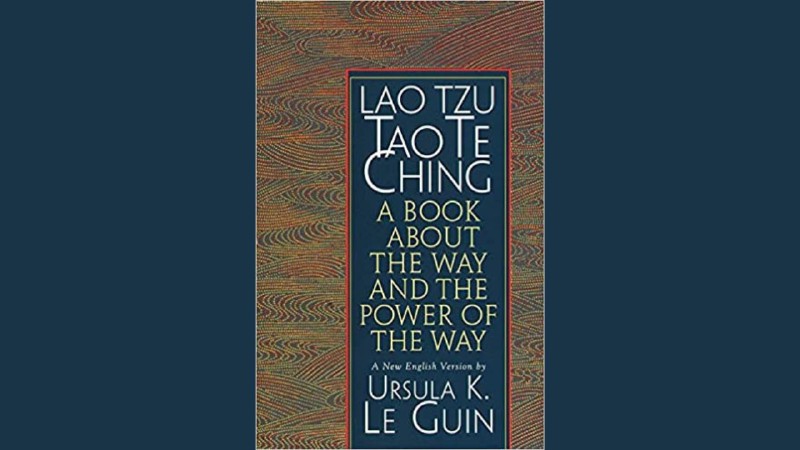 LAO TZU
TAO TE
CHING
A BOOK
ABOUT
THE WAY
AND THE
POWER OF
THE WAY
A New English Version by
URSULA K.
LE GUIN